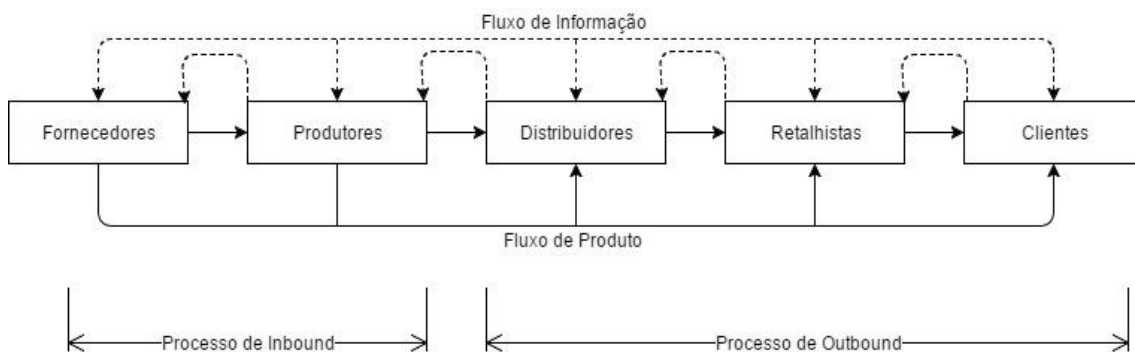 Fluxo de Informação
Fornecedores
Produtores
Distribuidores
Retalhistas
Clientes
Fluxo de Produto
Processo de Inbound
Processo de Outbound